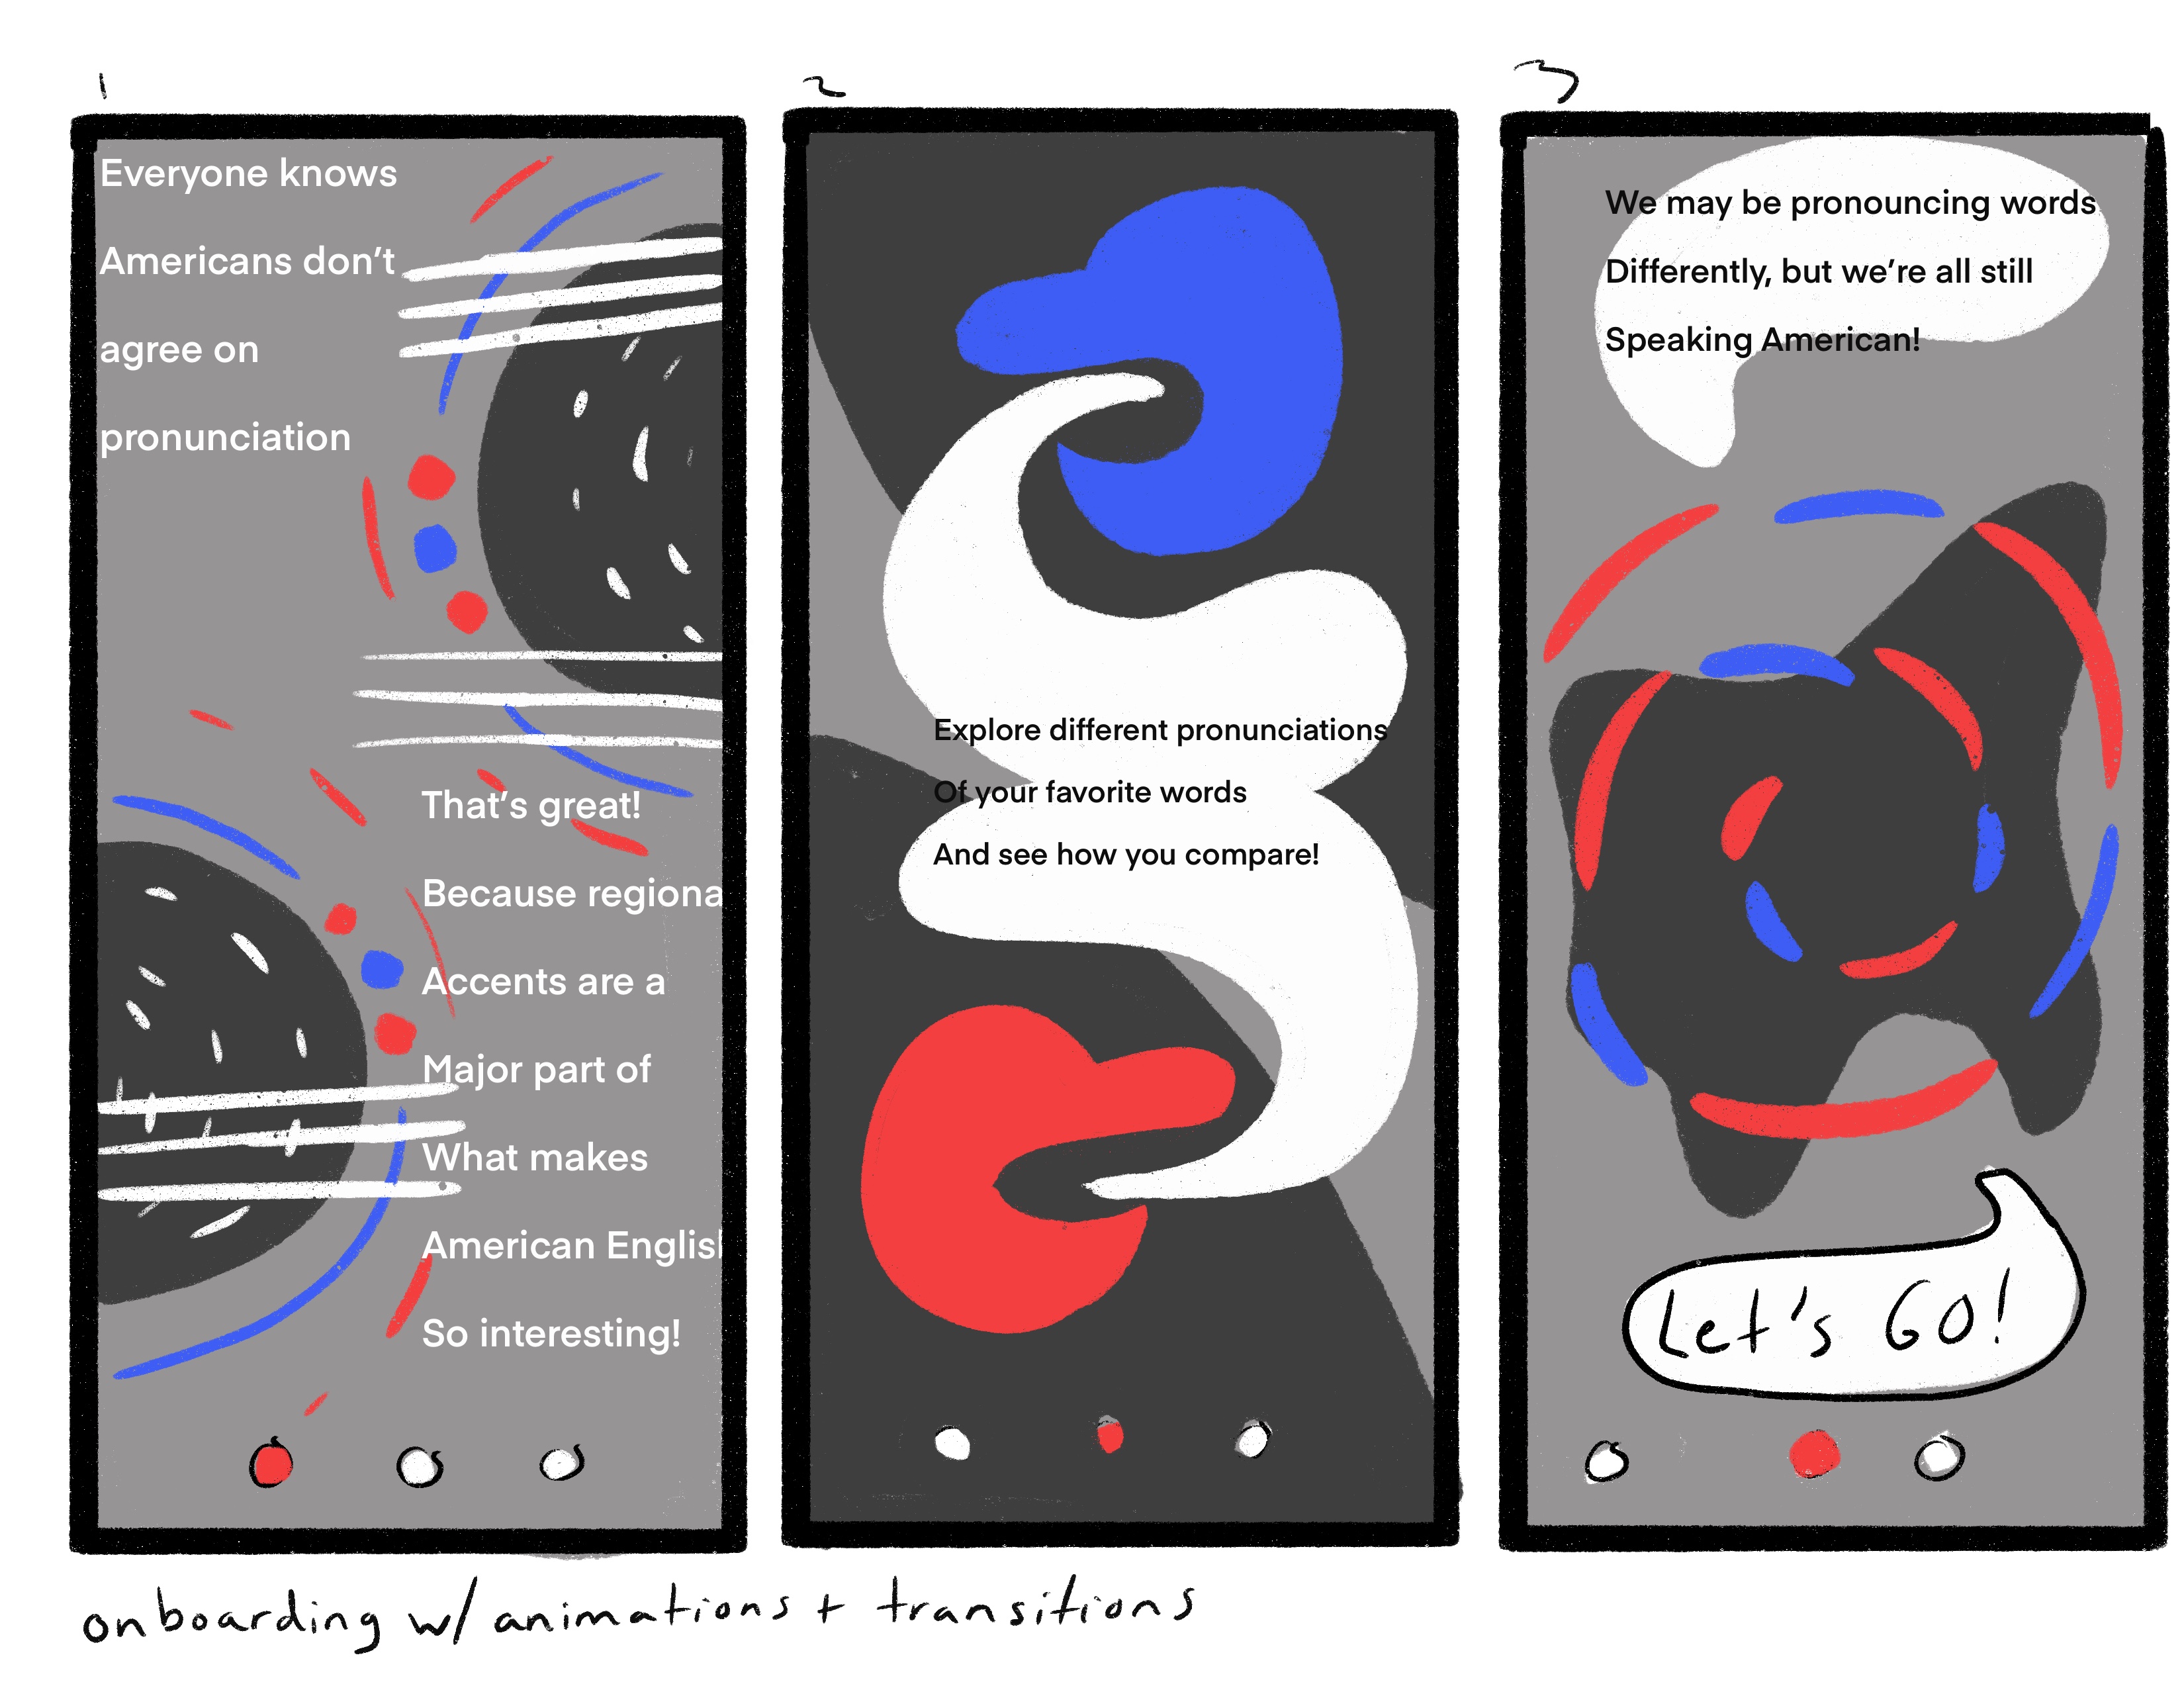 1
2
3
Everyone knows
Americans don't
agree on
pronunciation
That's great!
Because regiona
Accents are a
Major part of
What makes
American Englis
So interesting!
Explore different pronunciations
Of your favorite words
And see how you compare!
We may be pronouncing words
Differently, but we're all still
Speaking American!
Let's GO!
onboarding w/ animations + transitions